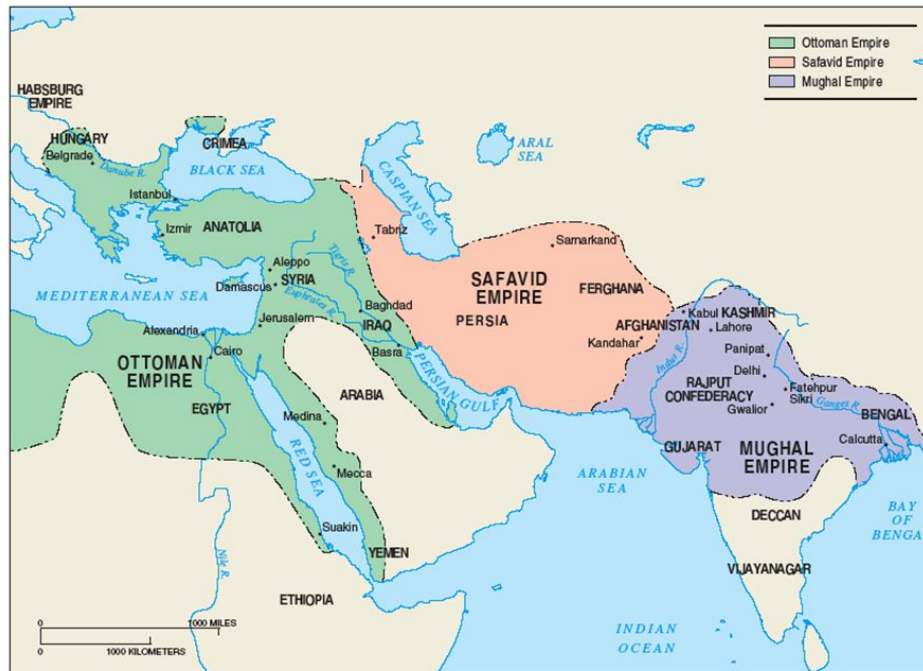 Ottoman Empire
Safavid Empire
Mughal Empire
HABSBURG
EMPIRE
HUNGARY
Belgrade
Danube R.
CRIMEA
BLACK SEA
Istanbul
ARAL
SEA
CASPIAN SEA
Izmir
ANATOLIA
Tabriz
Samarkand
Aleppo
SYRIA
Damascus
Tigris R.
Euphrates R.
MEDITERRANEAN SEA
SAFAVID
EMPIRE
PERSIA
FERGHANA
Baghdad
IRAQ
Basra
Jerusalem
Alexandria
Cairo
AFGHANISTAN
Kandahar
Kabul
KASHMIR
Lahore
Indus R.
Panipat
Delhi
OTTOMAN
EMPIRE
PERSIAN GULF
RAJPUT
CONFEDERACY
Fatehpur
Sikri
Gwalior
Ganges R.
EGYPT
ARABIA
Medina
BENGAL
Calcutta
GUJARAT
MUGHAL
EMPIRE
RED SEA
Mecca
ARABIAN
SEA
BAY
OF
BENGA
DECCAN
Suakin
YEMEN
Nile R.
VIJAYANAGAR
ETHIOPIA
0 1000 MILES
0 1000 KILOMETERS
INDIAN
OCEAN